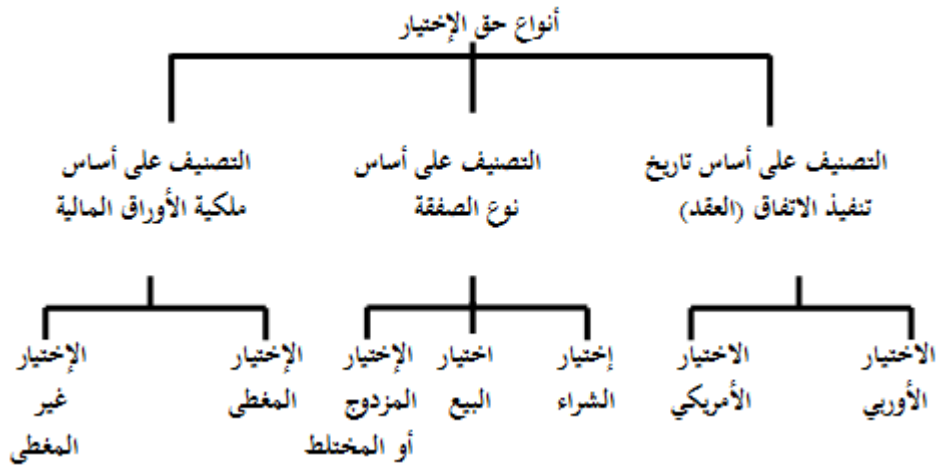 أنواع حق الإختيار
التصنيف على أساس تاريخ
تنفيذ الاتفاق (العقد)
التصنيف على أساس
نوع الصفقة
التصنيف على أساس
ملكية الأوراق المالية
الاختيار
الأوربي
الاختيار
الأمريكي
إختيار
الشراء
اختيار
البيع
الإختيار
المزدوج
أو المختلط
الإختيار
المغطى
الإختيار
غير
المغطى